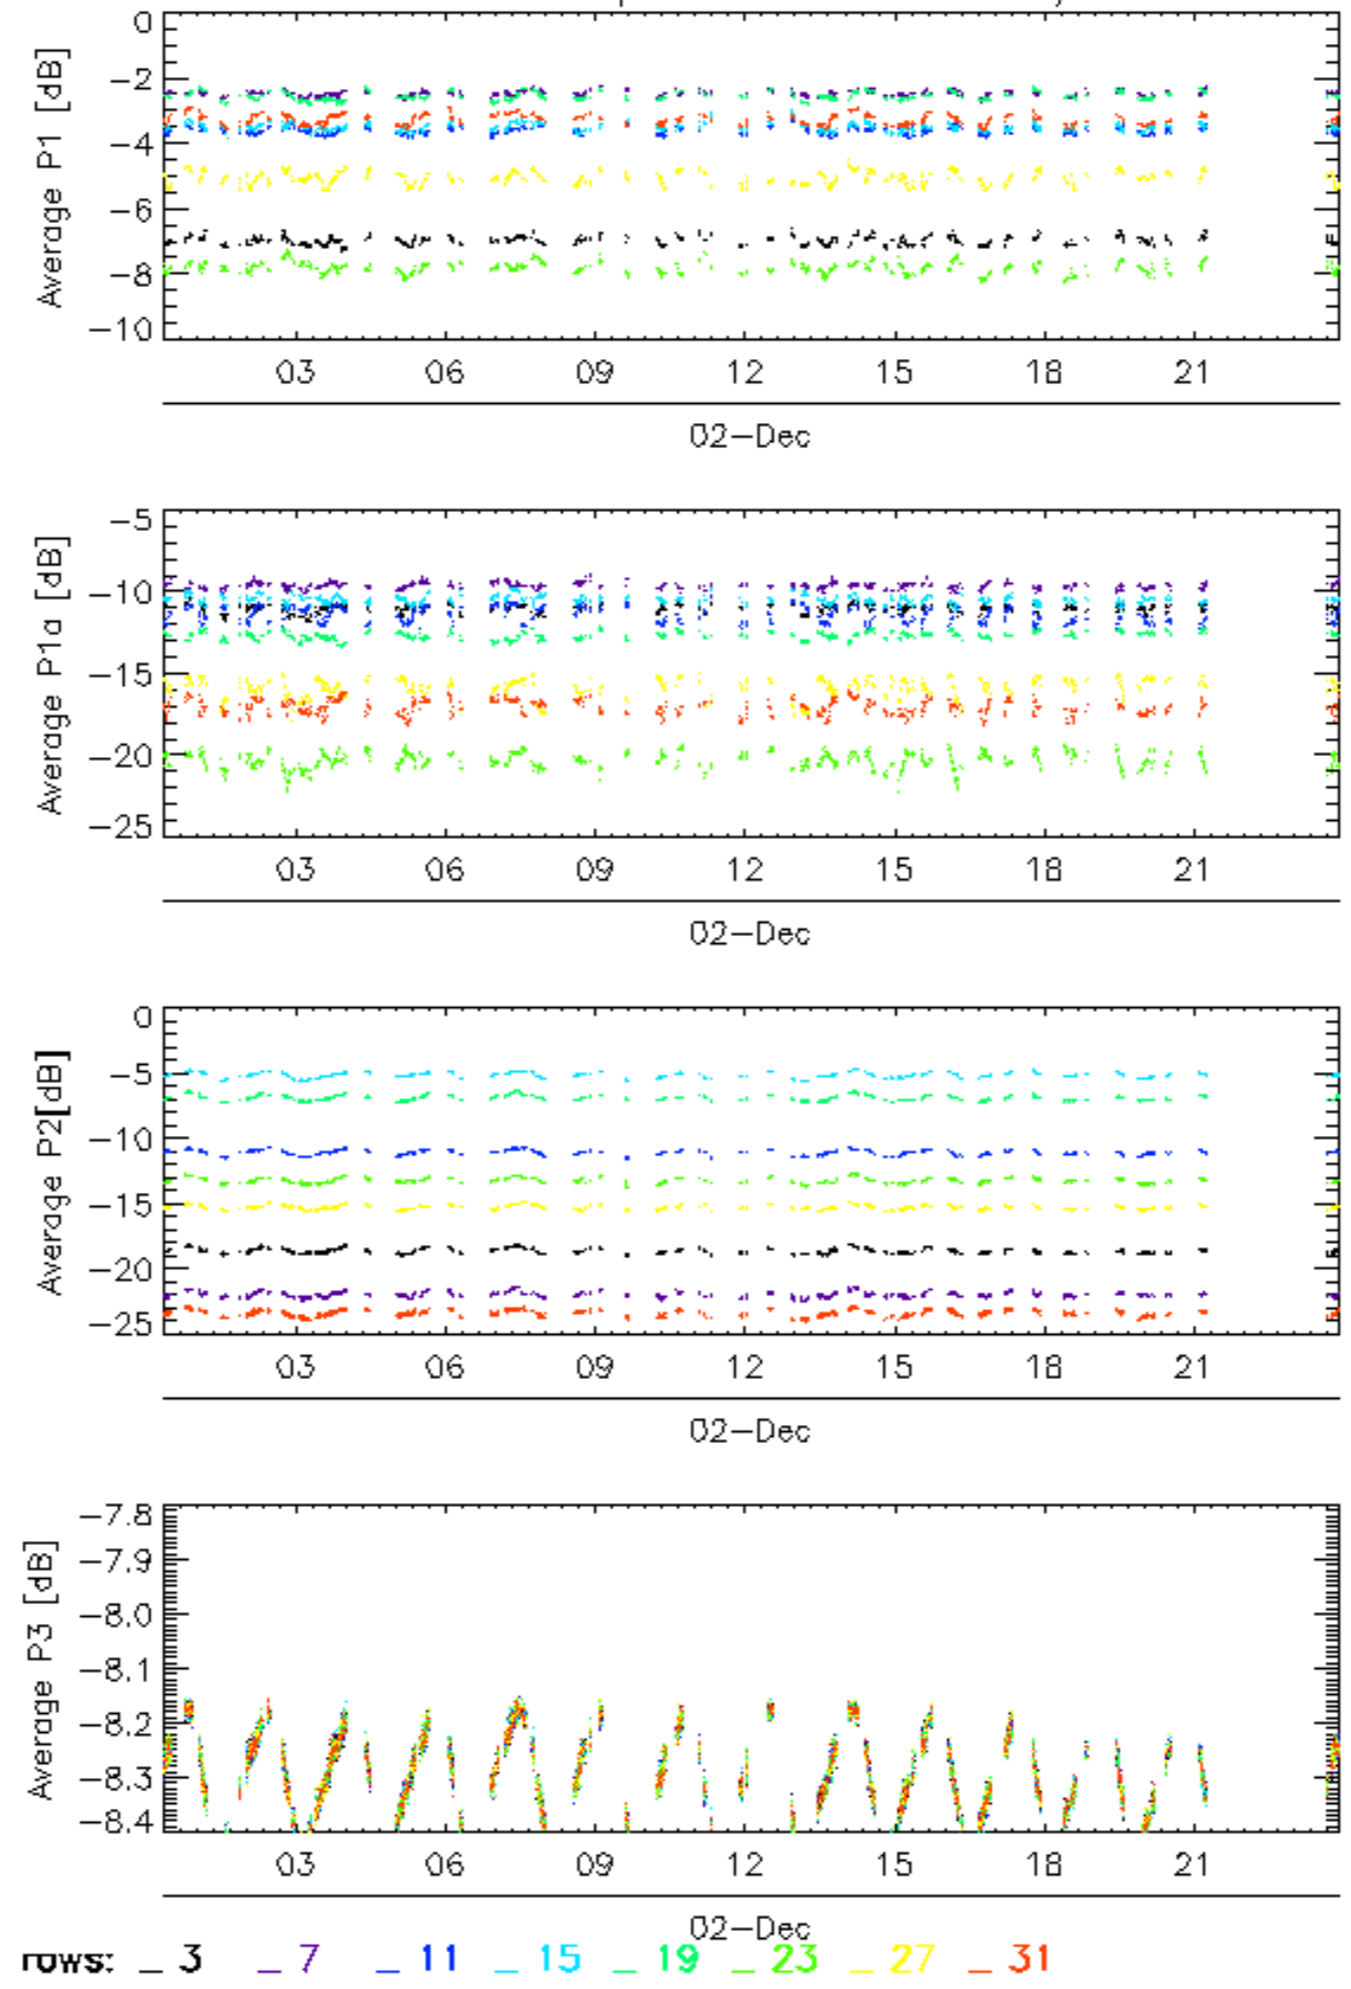 0
−2
−4
−6
−8
−10
Average P1 [dB]
03 06 09 12 15 18 21
02−Dec
−5
−10
−15
−20
−25
Average P1a [dB]
03 06 09 12 15 18 21
02−Dec
0
−5
−10
−15
−20
−25
Average P2[dB]
03 06 09 12 15 18 21
02−Dec
−7.8
−7.9
−8.0
−8.1
−8.2
−8.3
−8.4
Average P3 [dB]
03 06 09 12 15 18 21
02−Dec
rows: _ 3 _ 7 _ 11 _ 15 _ 19 _ 23 _ 27 _ 31